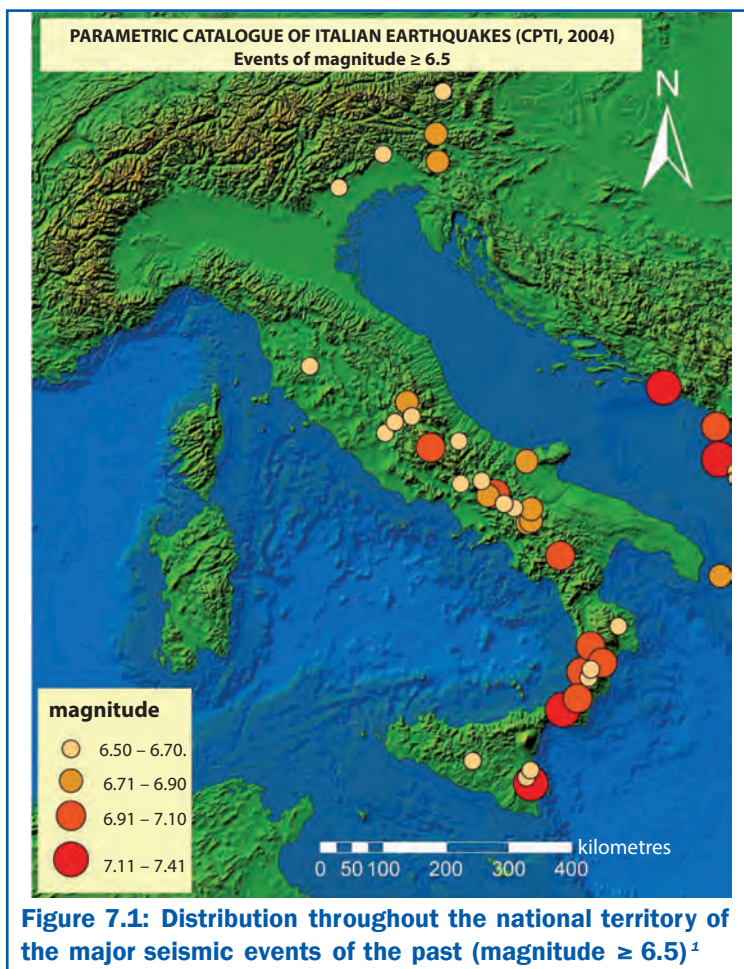 PARAMETRIC CATALOGUE OF ITALIAN EARTHQUAKES (CPTI, 2004)
Events of magnitude ≥ 6.5
N
magnitude
6.50 – 6.70.
6.71 – 6.90
6.91 – 7.10
7.11 – 7.41
kilometres
0 50 100 200 300 400
Figure 7.1: Distribution throughout the national territory of
the major seismic events of the past (magnitude ≥ 6.5) 1